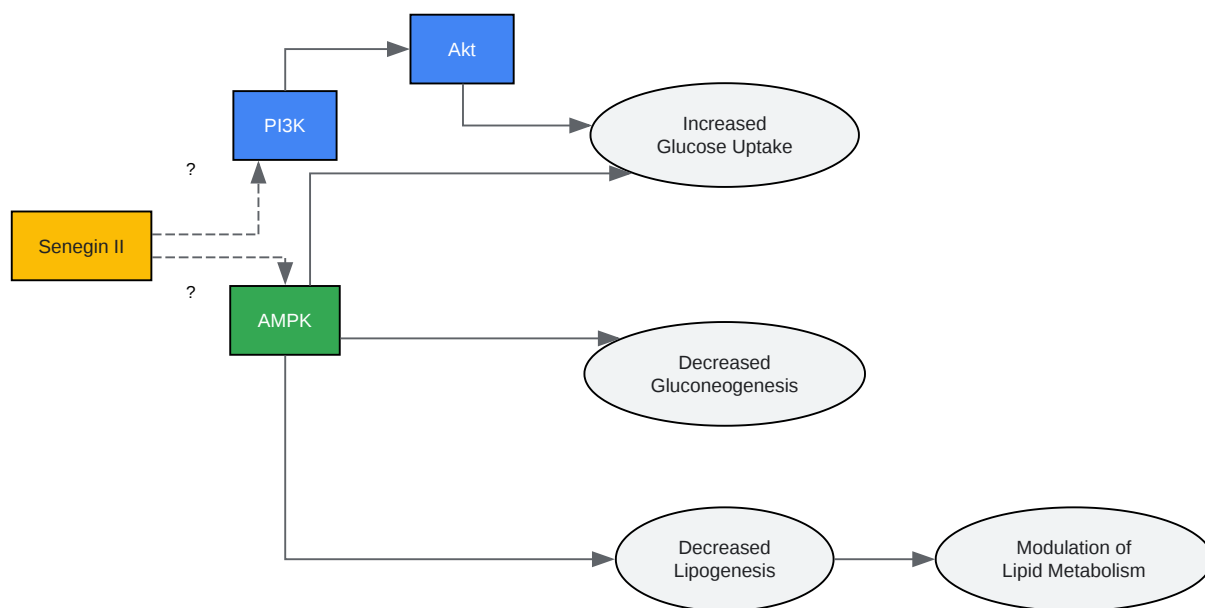 Akt
PI3K
Increased
Glucose Uptake
?
Senegin II
?
AMPK
Decreased
Gluconeogenesis
Decreased
Lipogenesis
Modulation of
Lipid Metabolism